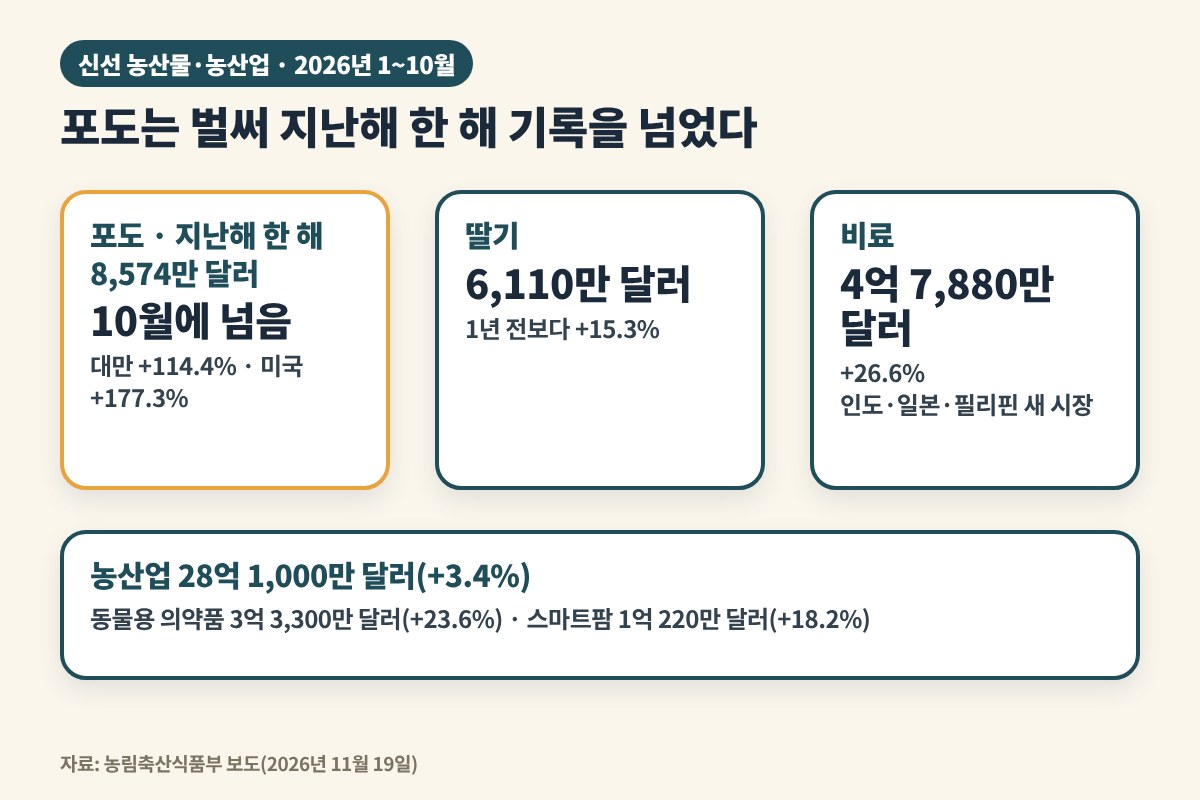 신선 농산물·농산업 · 2026년 1~10월
포도는 벌써 지난해 한 해 기록을 넘었다
포도 · 지난해 한 해
8,574만 달러
10월에 넘음
대만 +114.4% · 미국
+177.3%
딸기
6,110만 달러
1년 전보다 +15.3%
비료
4억 7,880만
달러
+26.6%
인도·일본·필리핀 새 시장
농산업 28억 1,000만 달러(+3.4%)
동물용 의약품 3억 3,300만 달러(+23.6%) · 스마트팜 1억 220만 달러(+18.2%)
자료: 농림축산식품부 보도(2026년 11월 19일)